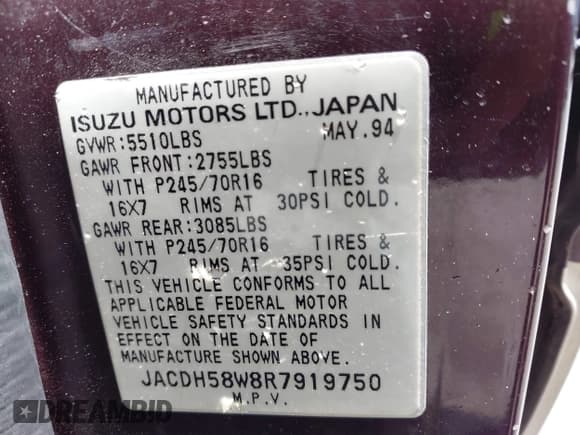 MANUFACTURED BY
ISUZU MOTORS LTD., JAPAN
GVWR:5510LBS MAY.94
GAWR FRONT:2755LBS
WITH P245/70R16 TIRES &
16X7 RIMS AT 30PSI COLD.
GAWR REAR:3085LBS
WITH P245/70R16 TIRES &
16X7 RIMS AT 35PSI COLD.
THIS VEHICLE CONFORMS TO ALL
APPLICABLE FEDERAL MOTOR
VEHICLE SAFETY STANDARDS IN
EFFECT ON THE DATE OF
MANUFACTURE SHOWN ABOVE.
JACDH58W8R7919750
M.P.V.
DREAMBID